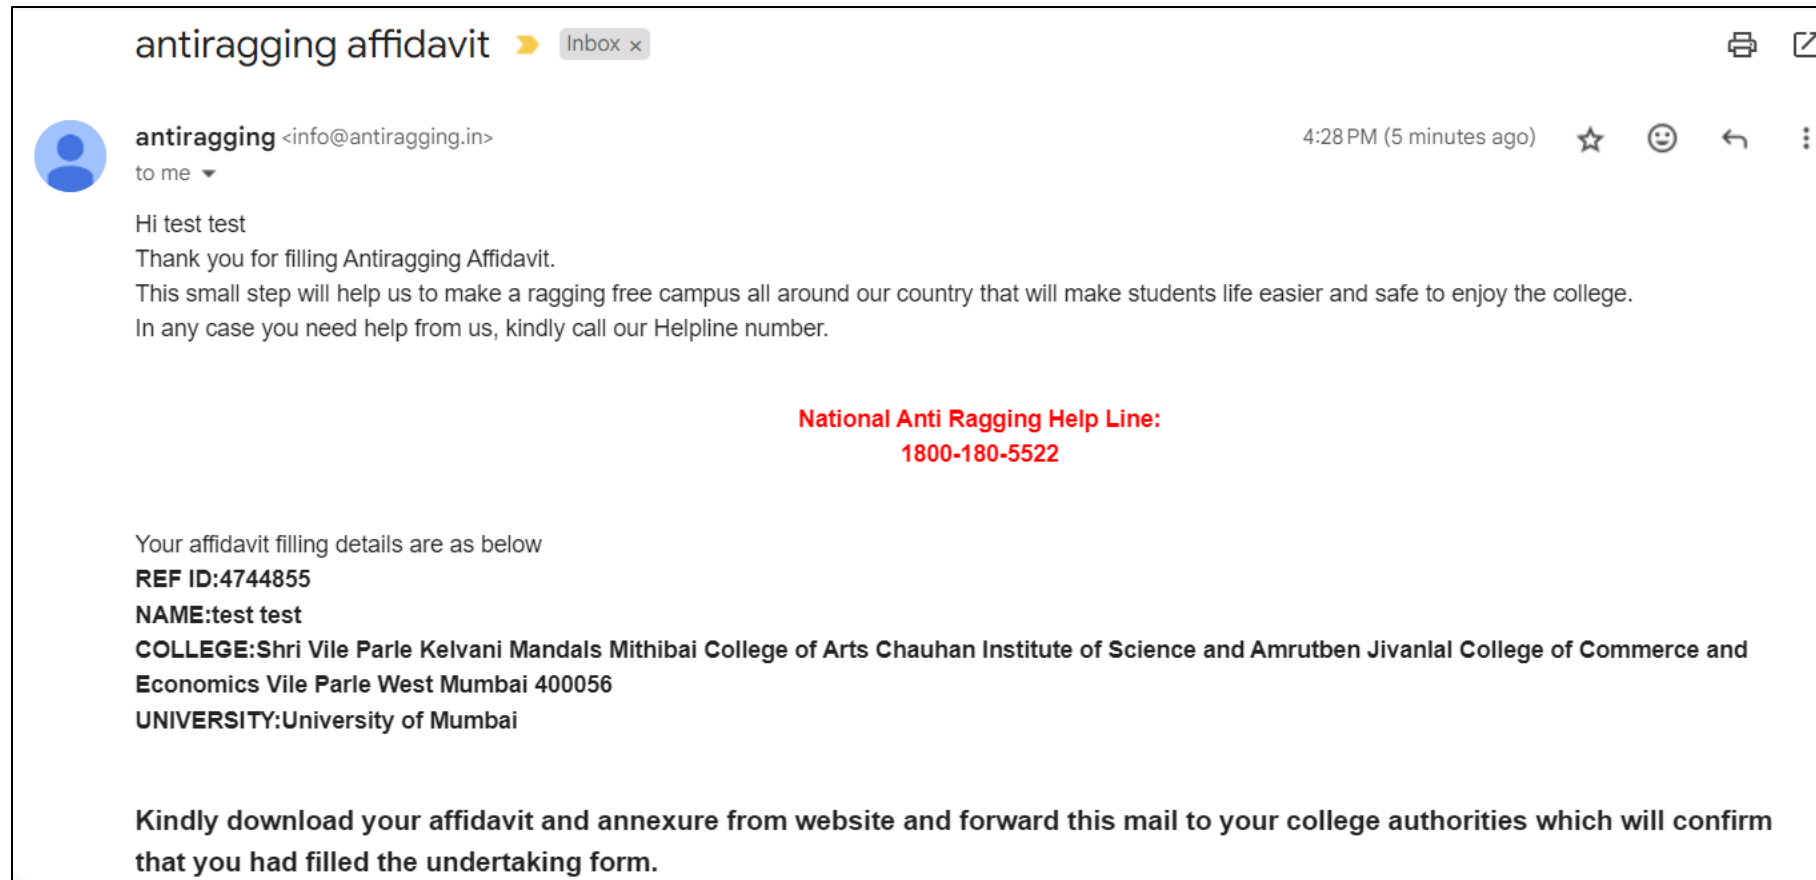 antiragging affidavit Inbox ×
antiragging <info@antiragging.in> 4:28 PM (5 minutes ago)
to me
Hi test test
Thank you for filling Antiragging Affidavit.
This small step will help us to make a ragging free campus all around our country that will make students life easier and safe to enjoy the college.
In any case you need help from us, kindly call our Helpline number.
National Anti Ragging Help Line:
1800-180-5522
Your affidavit filling details are as below
REF ID:4744855
NAME:test test
COLLEGE:Shri Vile Parle Kelvani Mandals Mithibai College of Arts Chauhan Institute of Science and Amrutben Jivanlal College of Commerce and
Economics Vile Parle West Mumbai 400056
UNIVERSITY:University of Mumbai
Kindly download your affidavit and annexure from website and forward this mail to your college authorities which will confirm
that you had filled the undertaking form.